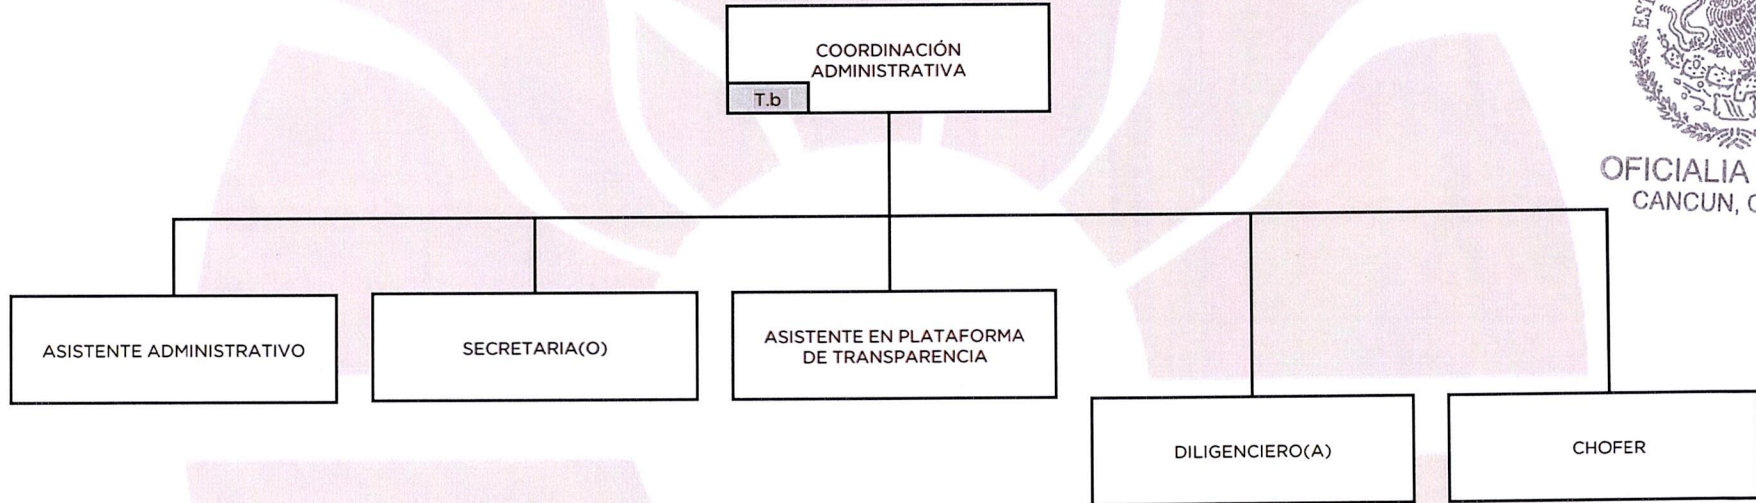 COORDINACIÓN
ADMINISTRATIVA
T.b
OFICIALIA
CANCUN,
ASISTENTE ADMINISTRATIVO
SECRETARIA(O)
ASISTENTE EN PLATAFORMA
DE TRANSPARENCIA
DILIGENCIERO(A)
CHOFER